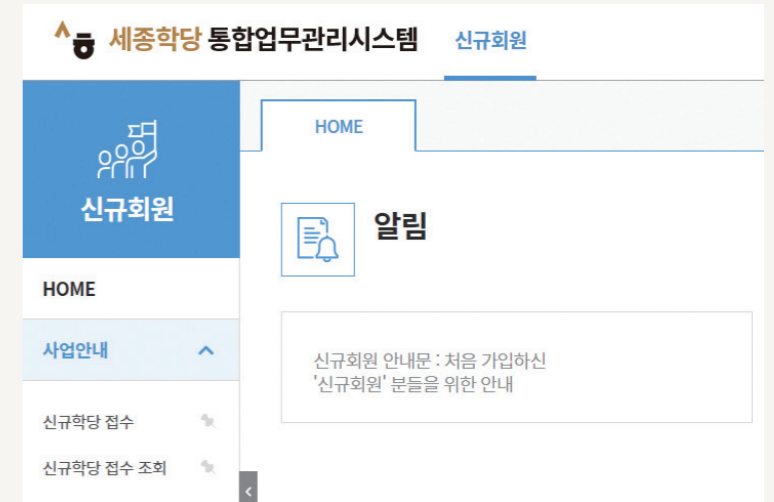 세종학당 통합업무관리시스템 신규회원
신규회원
HOME
사업안내
신규학당 접수
신규학당 접수 조회
HOME
알림
신규회원 안내문 : 처음 가입하신
'신규회원' 분들을 위한 안내